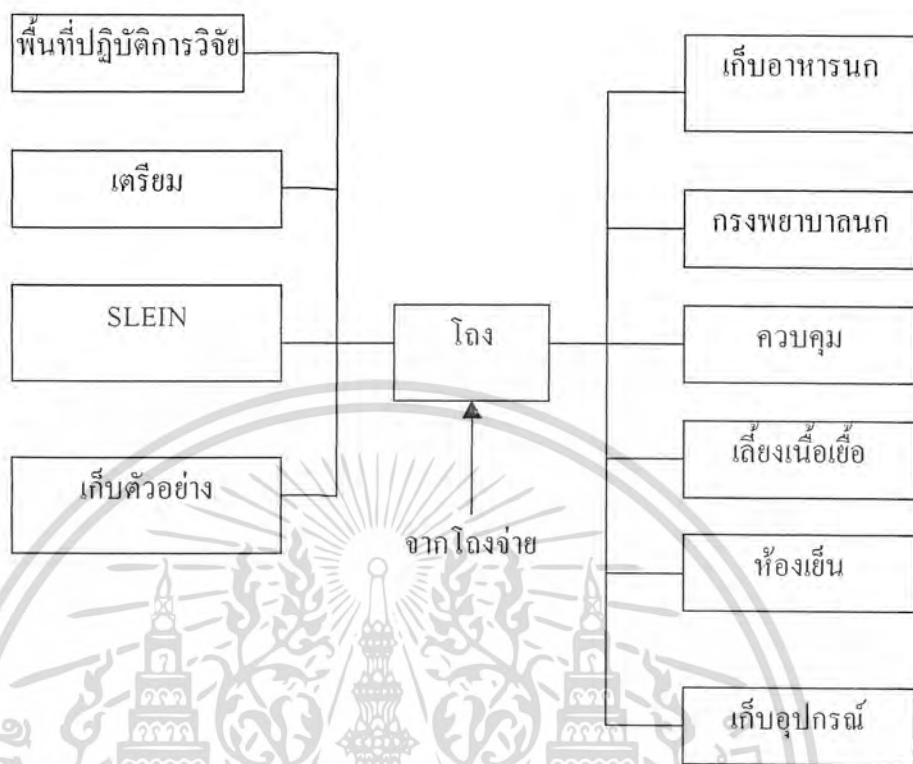 พื้นที่ปฏิบัติการวิจัย
เตรียม
SLEIN
เก็บตัวอย่าง
โถง
จากโถงจ่าย
เก็บอาหารนก
กรงพยาบาลนก
ควบคุม
เลี้ยงเนื้อเยื่อ
ห้องเย็น
เก็บอุปกรณ์